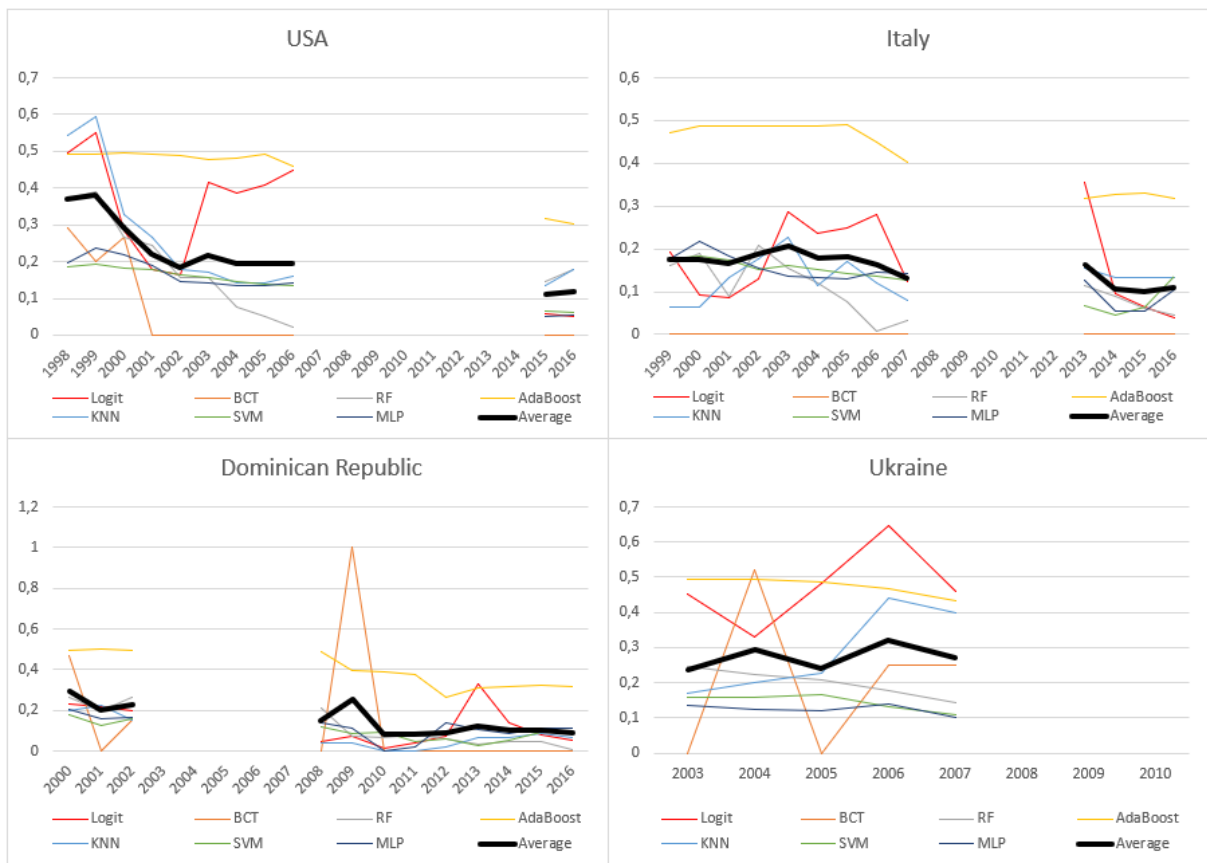 USA
0,7
0,6
0,5
0,4
0,3
0,2
0,1
0
1998 1999 2000 2001 2002 2003 2004 2005 2006 2007 2008 2009 2010 2011 2012 2013 2014 2015 2016
Logit BCT RF AdaBoost
KNN SVM MLP Average
Italy
0,6
0,5
0,4
0,3
0,2
0,1
0
1999 2000 2001 2002 2003 2004 2005 2006 2007 2008 2009 2010 2011 2012 2013 2014 2015 2016
Logit BCT RF AdaBoost
KNN SVM MLP Average
Dominican Republic
1,2
1
0,8
0,6
0,4
0,2
0
2000 2001 2002 2003 2004 2005 2006 2007 2008 2009 2010 2011 2012 2013 2014 2015 2016
Logit BCT RF AdaBoost
KNN SVM MLP Average
Ukraine
0,7
0,6
0,5
0,4
0,3
0,2
0,1
0
2003 2004 2005 2006 2007 2008 2009 2010
Logit BCT RF AdaBoost
KNN SVM MLP Average